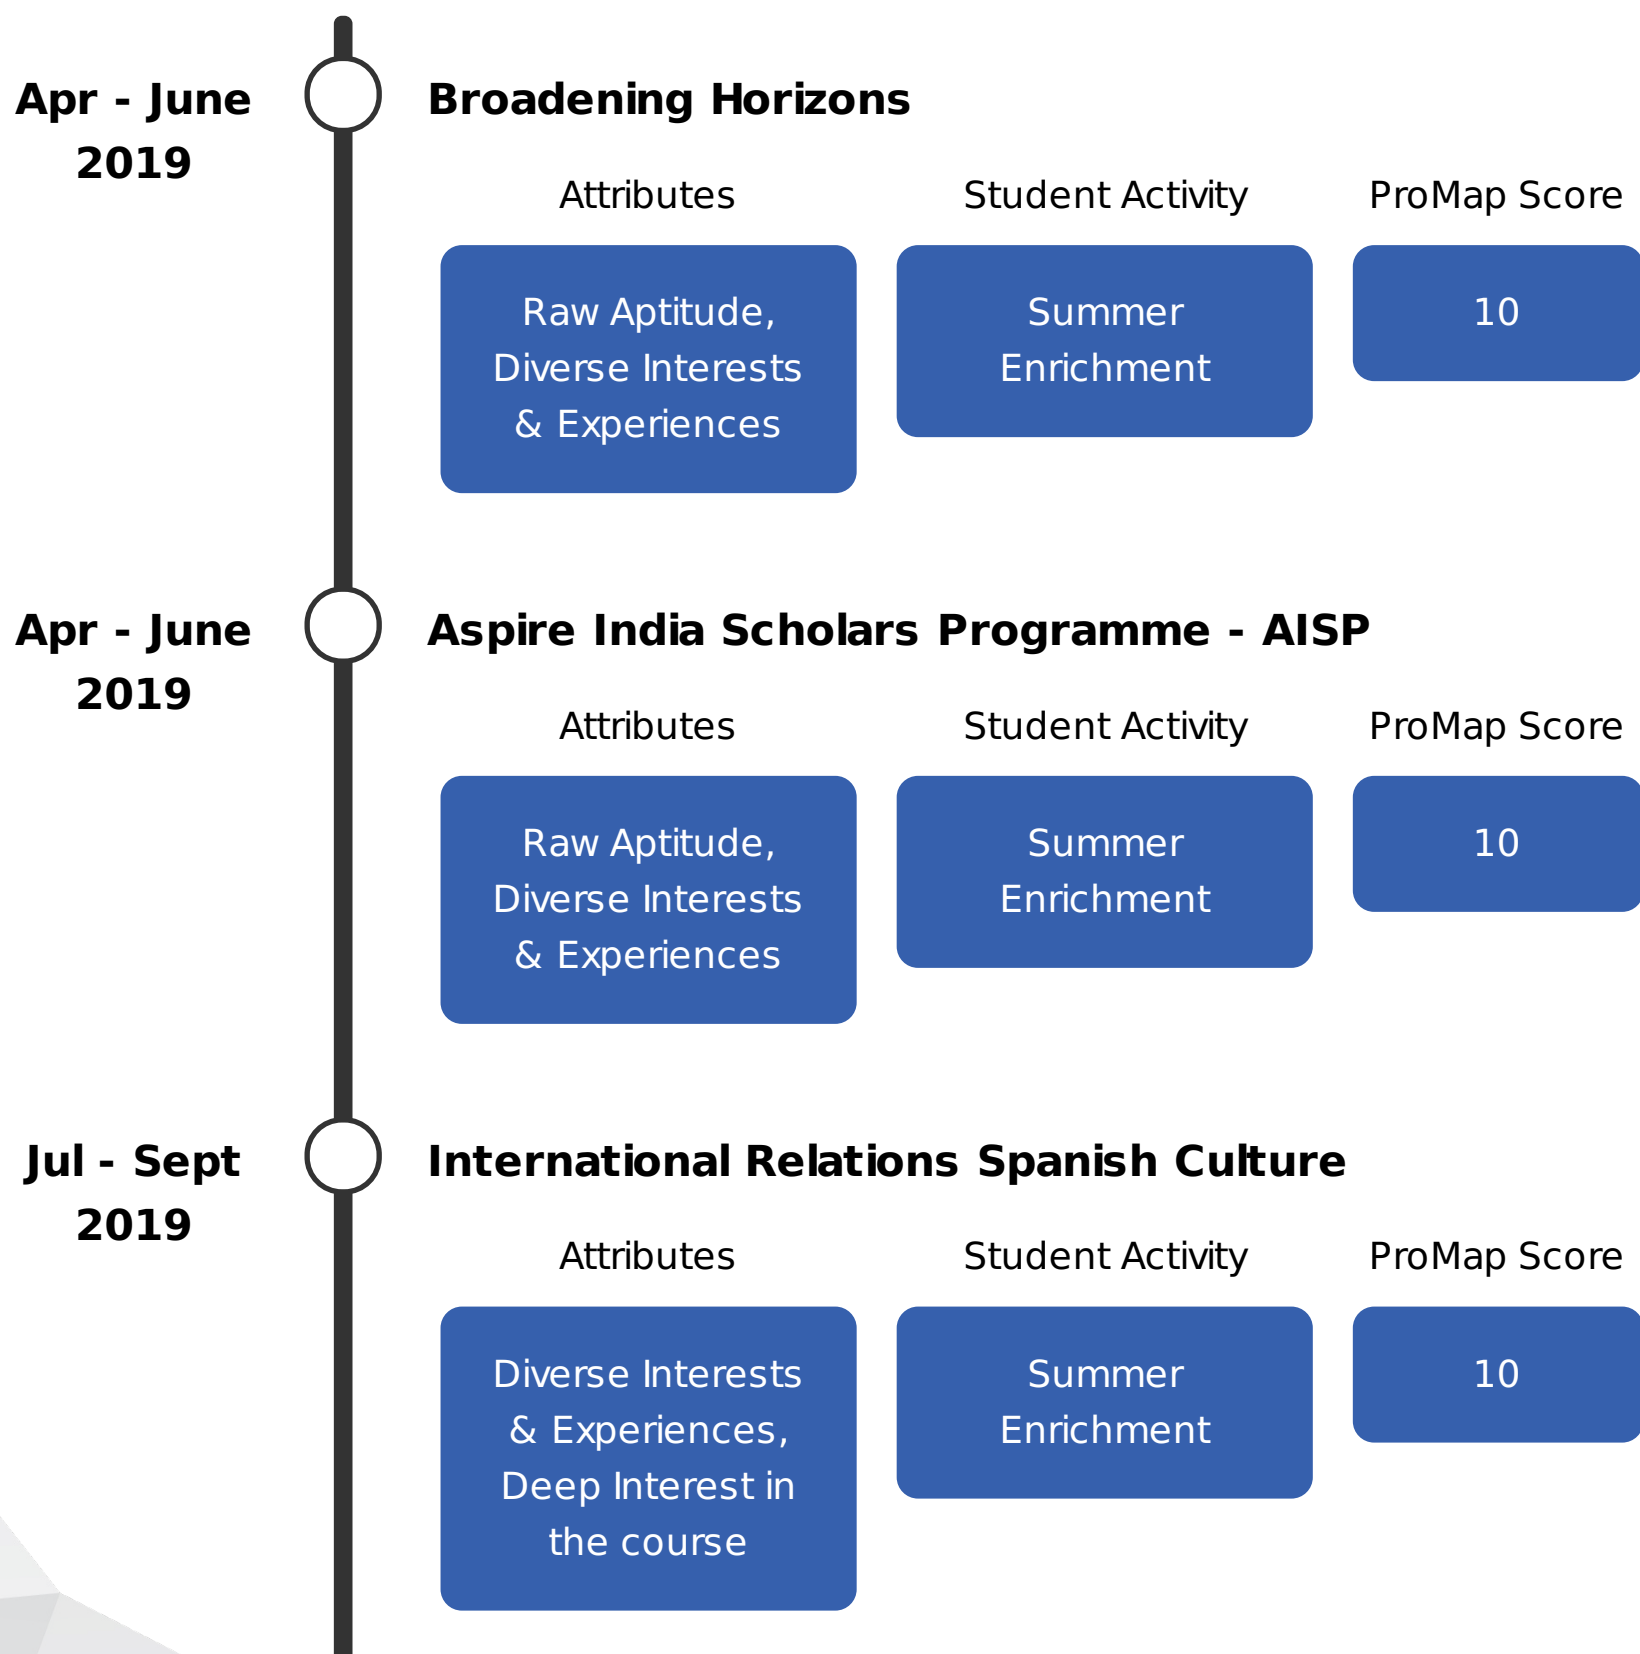 Apr - June
2019
Broadening Horizons
Attributes
Student Activity
ProMap Score
Raw Aptitude,
Diverse Interests
& Experiences
Summer
Enrichment
10
Apr - June
2019
Aspire India Scholars Programme - AISP
Attributes
Student Activity
ProMap Score
Raw Aptitude,
Diverse Interests
& Experiences
Summer
Enrichment
10
Jul - Sept
2019
International Relations Spanish Culture
Attributes
Student Activity
ProMap Score
Diverse Interests
& Experiences,
Deep Interest in
the course
Summer
Enrichment
10